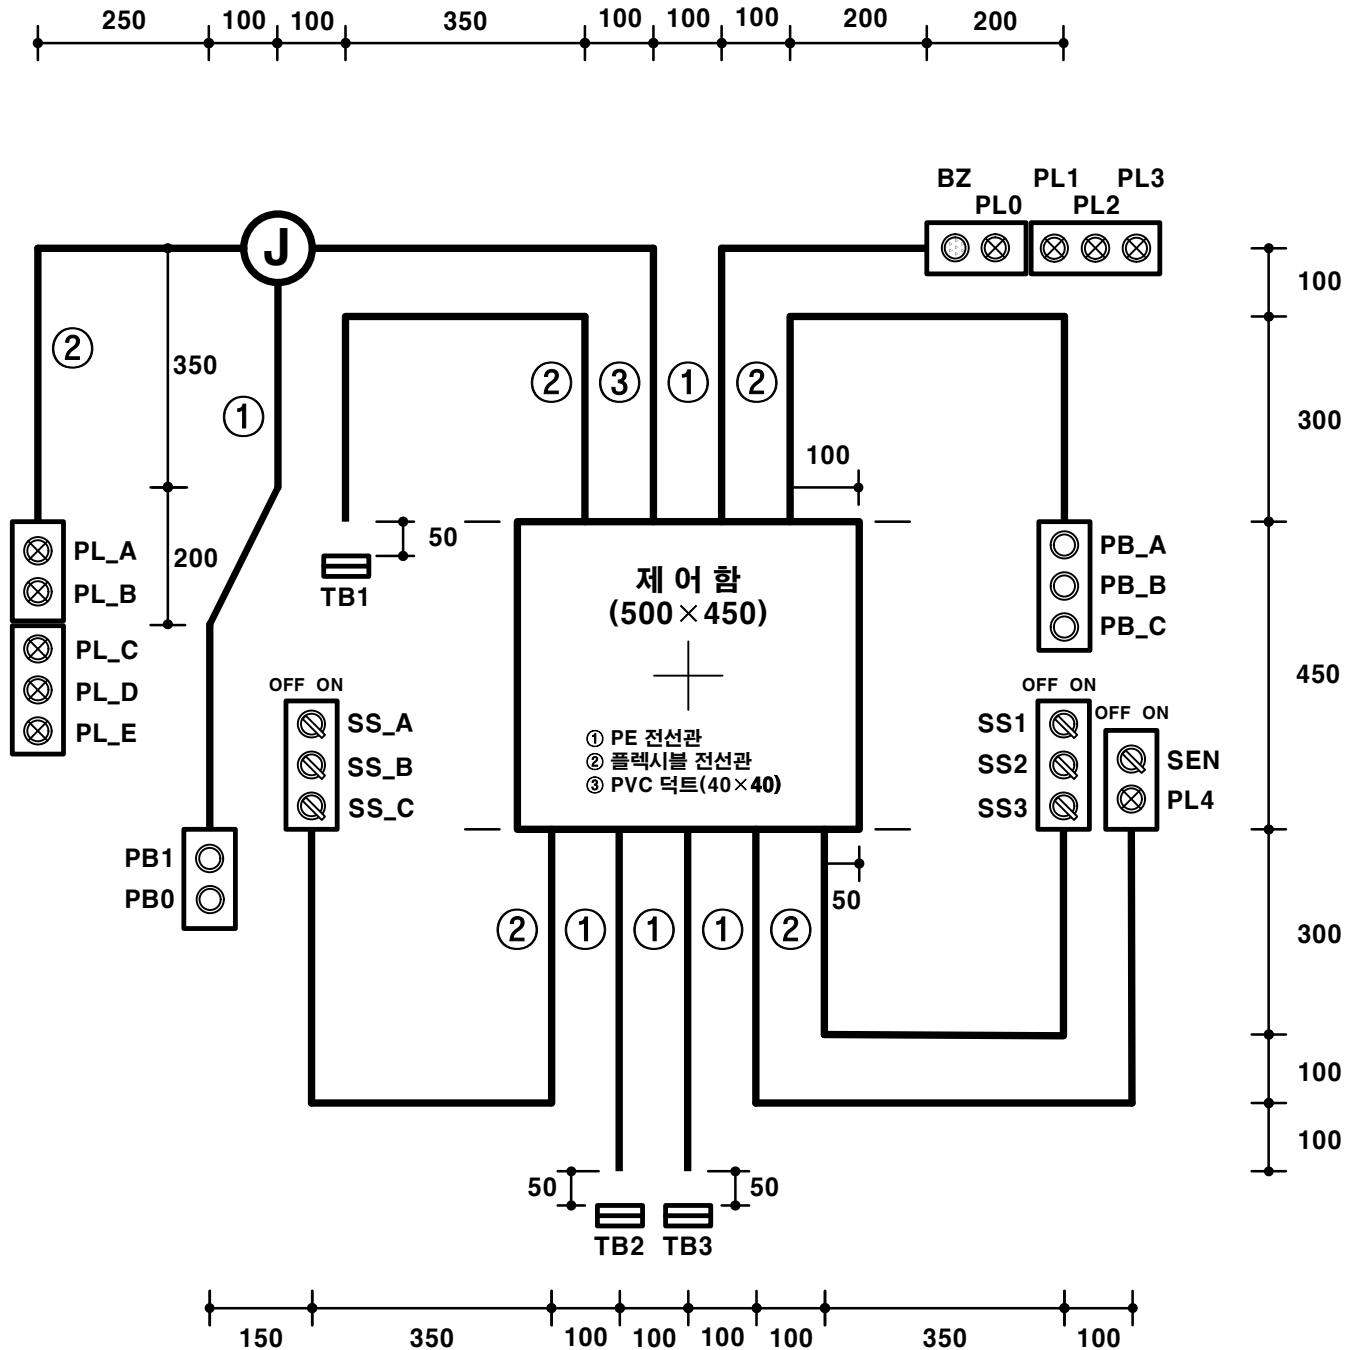 250 100 100 350 100 100 100 200 200
BZ PL1 PL3
PL0 PL2
J
100
② 350 ② ③ ① ②
① 300
100
50
PL_A PB_A
200 제 어 함
PL_B TB1 (500×450) PB_B
PL_C PB_C
PL_D OFF ON OFF ON 450
SS_A SS1 OFF ON
PL_E ① PE 전선관
SS_B ② 플렉시블 전선관 SS2 SEN
SS_C ③ PVC 덕트(40×40) SS3 PL4
PB1
PB0 50
② ① ① ① ② 300
100
100
50 50
TB2 TB3
150 350 100 100 100 100 350 100